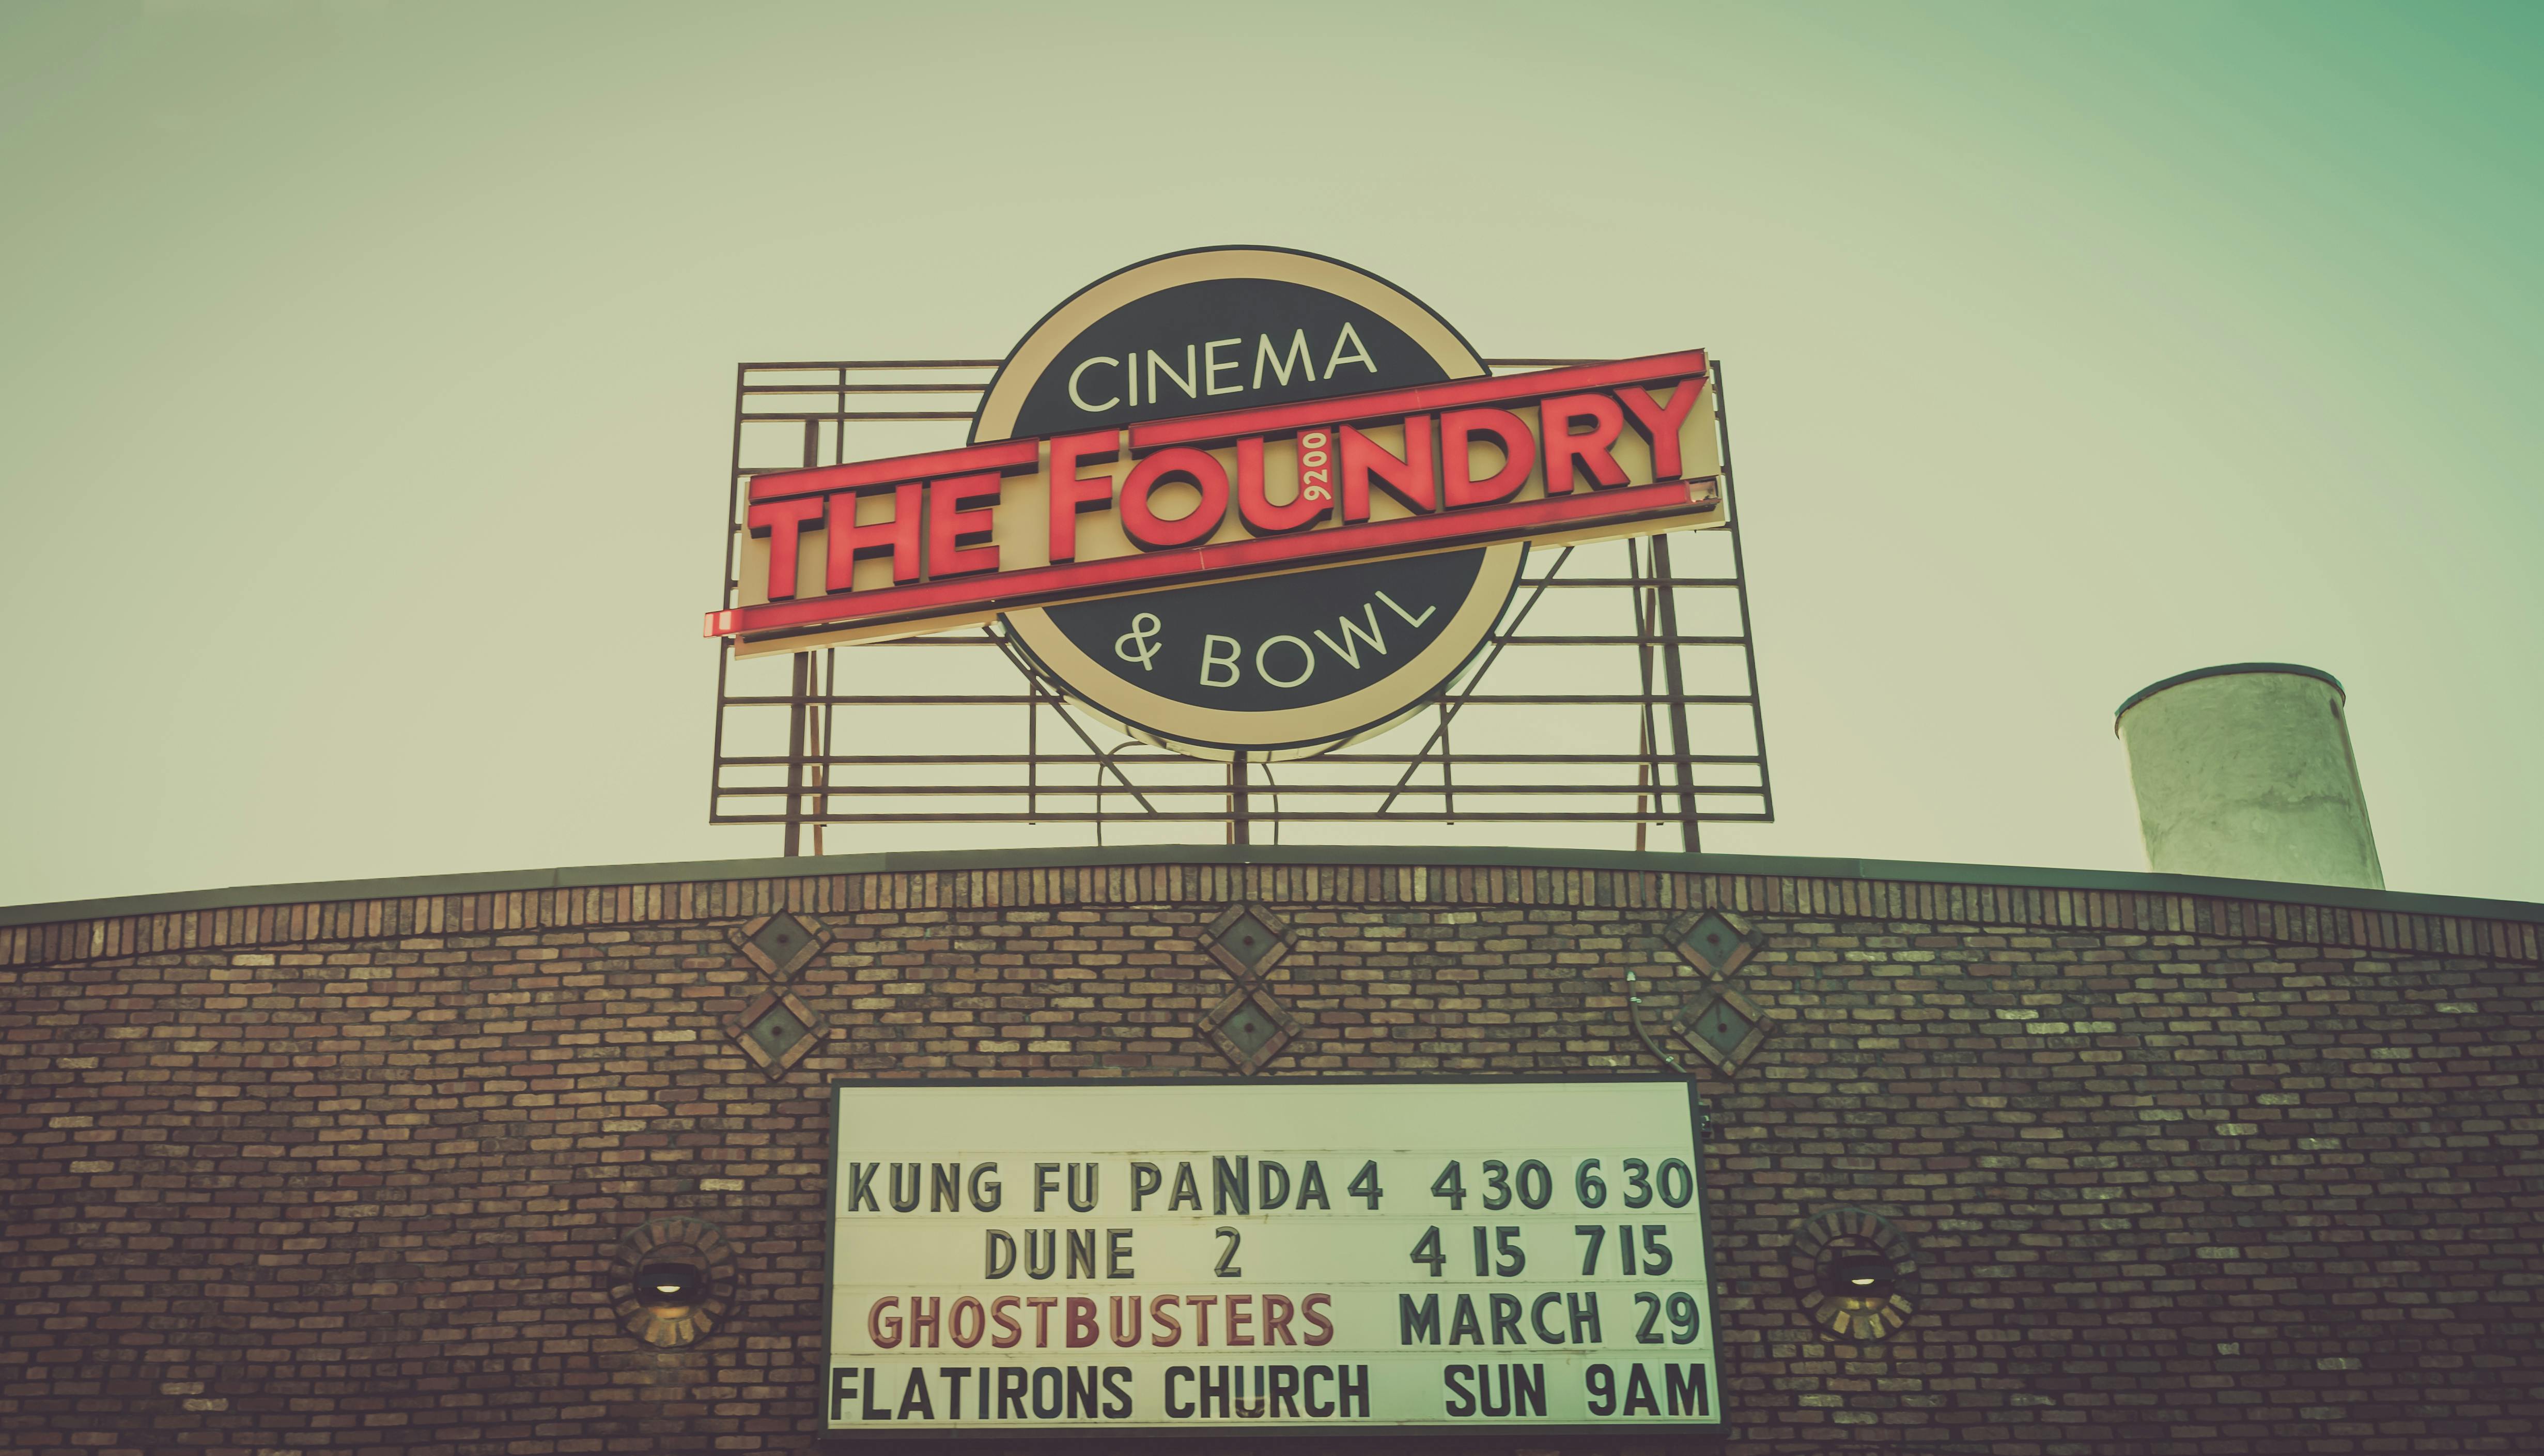 CINEMA
THE FOUNDRY
9200
& BOWL
KUNG FU PANDA 4 4 30 6 30
DUNE 2 4 15 7 15
GHOSTBUSTERS MARCH 29
FLATIRONS CHURCH SUN 9AM